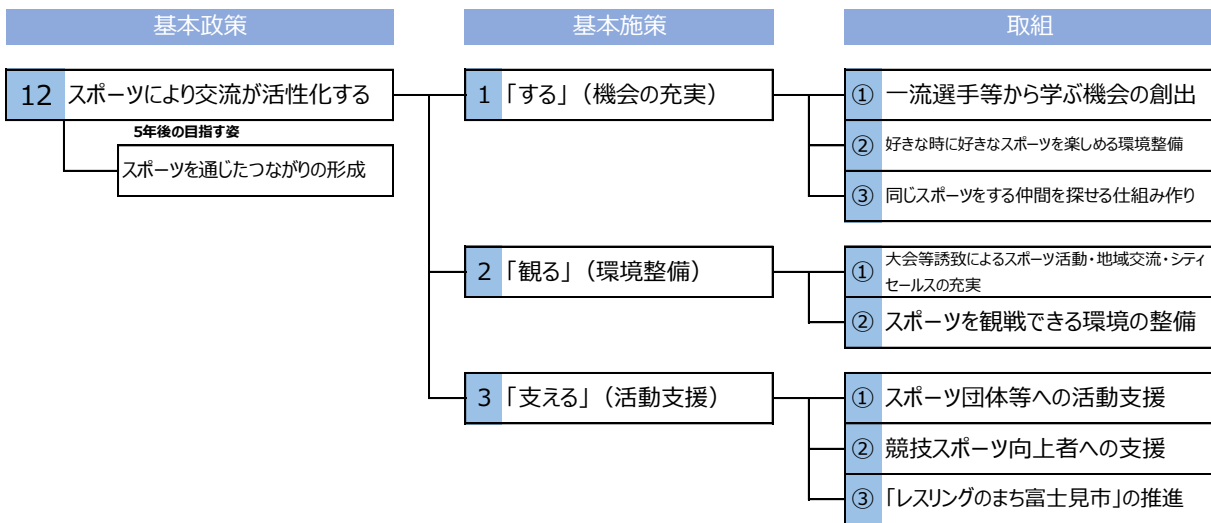 基本政策
基本施策
取組
12 スポーツにより交流が活性化する
5年後の目指す姿
スポーツを通じたつながりの形成
1 「する」（機会の充実）
① 一流選手等から学ぶ機会の創出
② 好きな時に好きなスポーツを楽しめる環境整備
③ 同じスポーツをする仲間を探せる仕組み作り
2 「観る」（環境整備）
① 大会等誘致によるスポーツ活動・地域交流・シティ
セールスの充実
② スポーツを観戦できる環境の整備
3 「支える」（活動支援）
① スポーツ団体等への活動支援
② 競技スポーツ向上者への支援
③ 「レスリングのまち富士見市」の推進